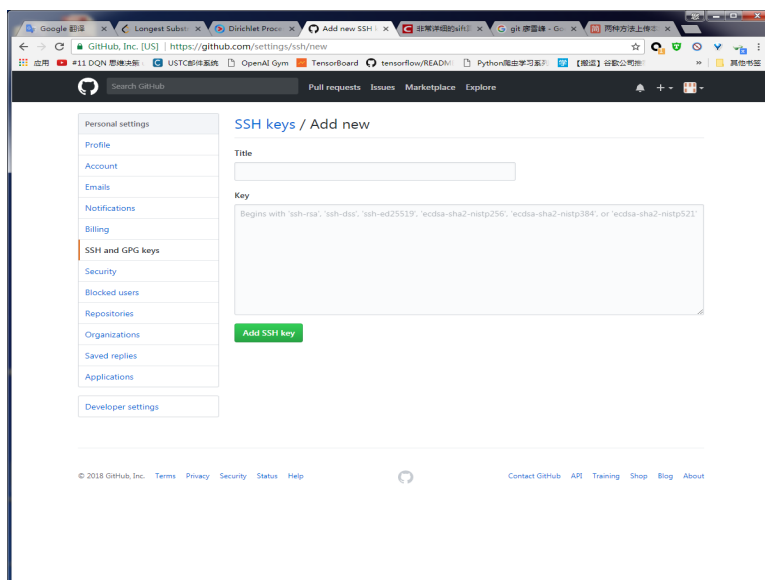 Google 翻译
Longest Subst
Dirichlet Proce
Add new SSH
非常详细的sift
git 廖雪峰 - Go
两种方法上传本
GitHub, Inc. [US] | https://github.com/settings/ssh/new
应用
#11 DQN 思维决策
USTC邮件系统
OpenAI Gym
TensorBoard
tensorflow/README
Python爬虫学习系列
【搬运】谷歌公司推
»
其他书签
Search GitHub
Pull requests Issues Marketplace Explore
Personal settings
Profile
Account
Emails
Notifications
Billing
SSH and GPG keys
Security
Blocked users
Repositories
Organizations
Saved replies
Applications
Developer settings
SSH keys / Add new
Title
Key
Begins with 'ssh-rsa', 'ssh-dss', 'ssh-ed25519', 'ecdsa-sha2-nistp256', 'ecdsa-sha2-nistp384', or 'ecdsa-sha2-nistp521'
Add SSH key
© 2018 GitHub, Inc. Terms Privacy Security Status Help
Contact GitHub API Training Shop Blog About